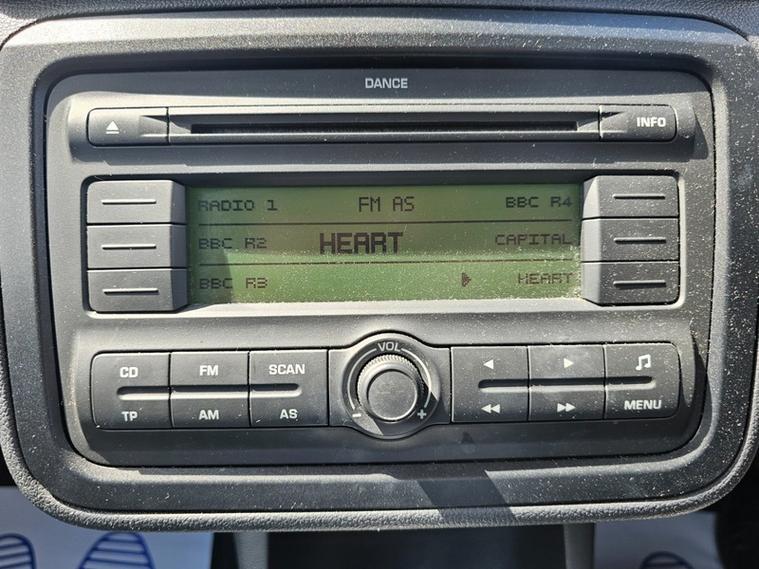 DANCE
INFO
RADIO 1 FM AS BBC R4
BBC R2 HEART CAPITAL
BBC R3 HEART
CD FM SCAN
TP AM AS
VOL
- +
MENU